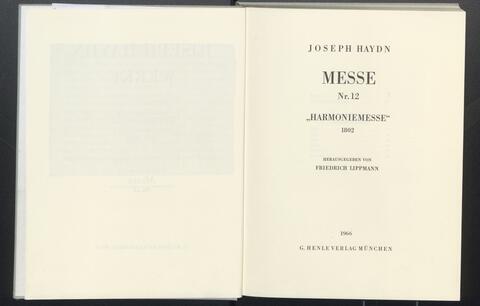 JOSEPH HAYDN
MESSE
Nr. 12
„HARMONIEMESSE“
1802
HERAUSGEGEBEN VON
FRIEDRICH LIPPMANN
1966
G. HENLE VERLAG MÜNCHEN